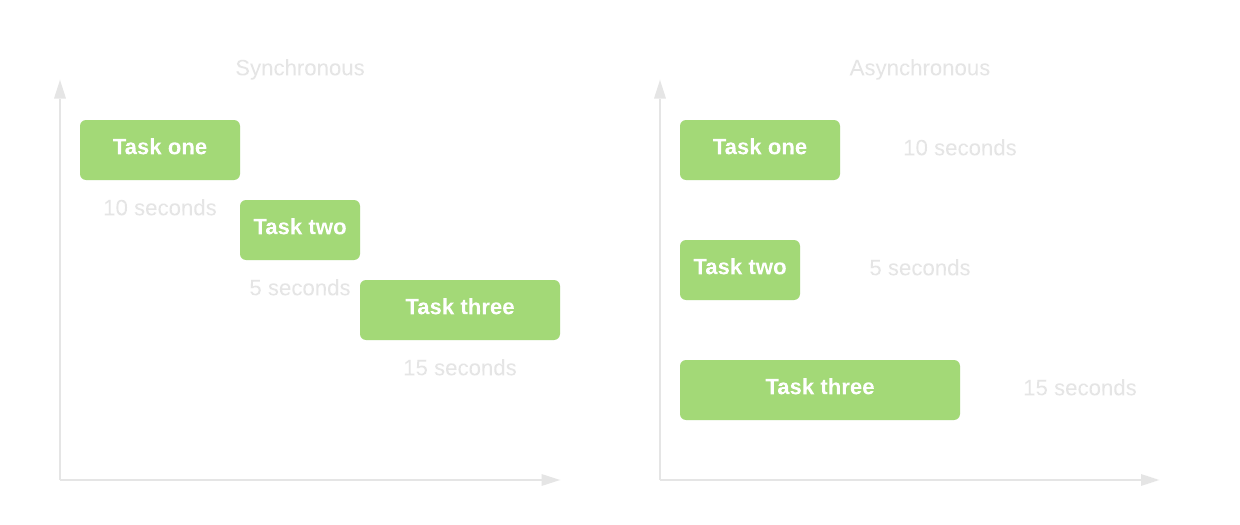 Synchronous
Task one
10 seconds
Task two
5 seconds
Task three
15 seconds
Asynchronous
Task one
10 seconds
Task two
5 seconds
Task three
15 seconds